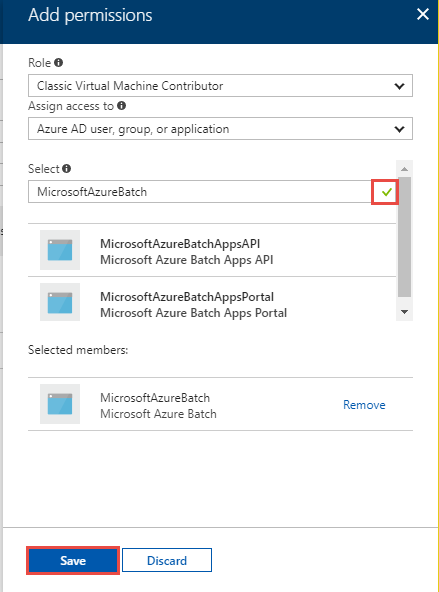 Add permissions
Role
Classic Virtual Machine Contributor
Assign access to
Azure AD user, group, or application
Select
MicrosoftAzureBatch
MicrosoftAzureBatchAppsAPI
Microsoft Azure Batch Apps API
MicrosoftAzureBatchAppsPortal
Microsoft Azure Batch Apps Portal
Selected members:
MicrosoftAzureBatch
Microsoft Azure Batch
Remove
Save
Discard